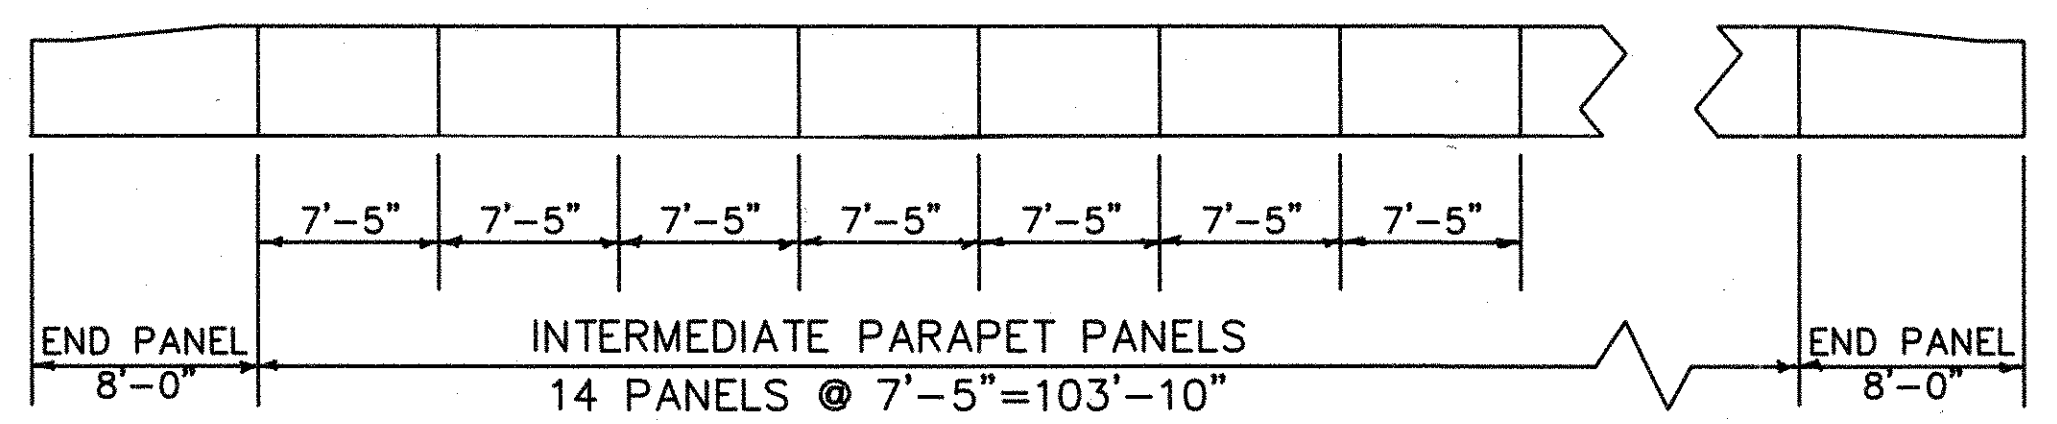 7'-5" 7'-5" 7'-5" 7'-5" 7'-5" 7'-5" 7'-5"
END PANEL INTERMEDIATE PARAPET PANELS END PANEL
8'-0" 14 PANELS @ 7'-5"=103'-10" 8'-0"